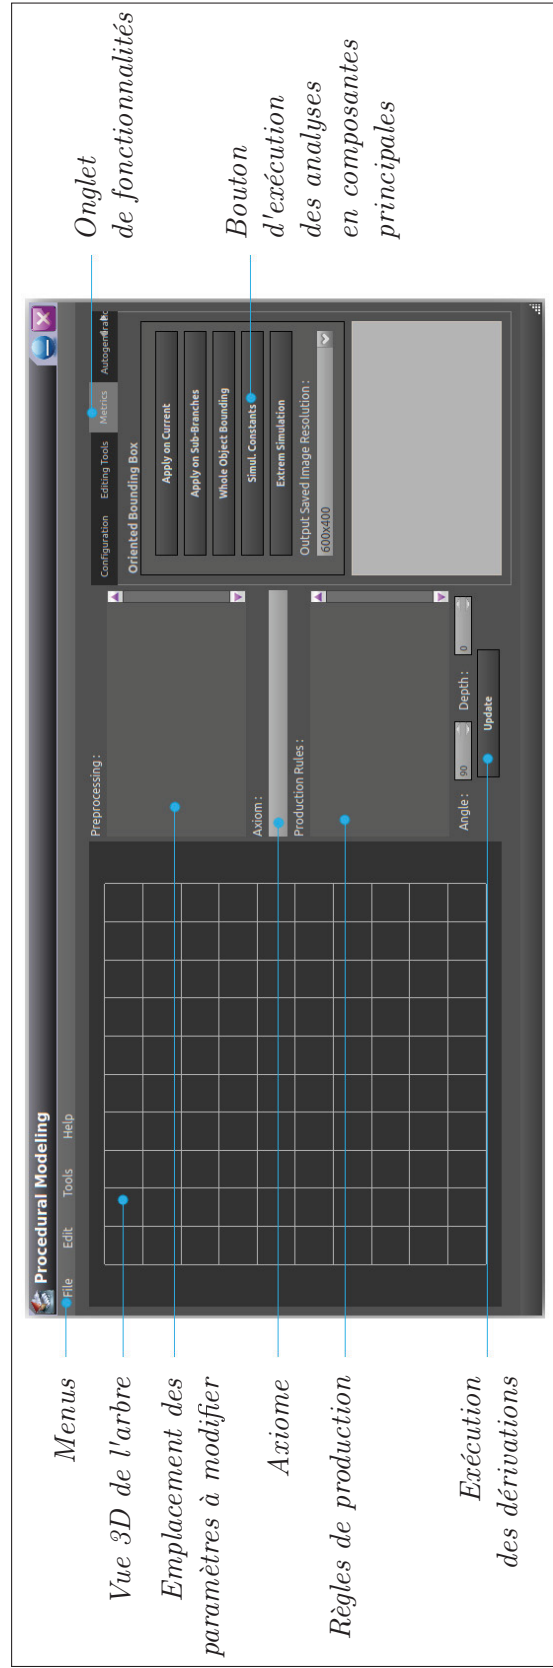 Menus
Vue 3D de l'arbre
Emplacement des
paramètres à modifier
Axiome
Règles de production
Exécution
des dérivations
Procedural Modeling
File Edit Tools Help
Preprocessing :
Axiom :
Production Rules :
Angle : 90 Depth : 0
Update
Configuration Editing Tools Metrics
Oriented Bounding Box
Apply on Current
Apply on Sub-Branches
Whole Object Bounding
Simul. Constants
Extrem Simulation
Output Saved Image Resolution :
600x400
Onglet
de fonctionnalités
Bouton
d'exécution
des analyses
en composantes
principales